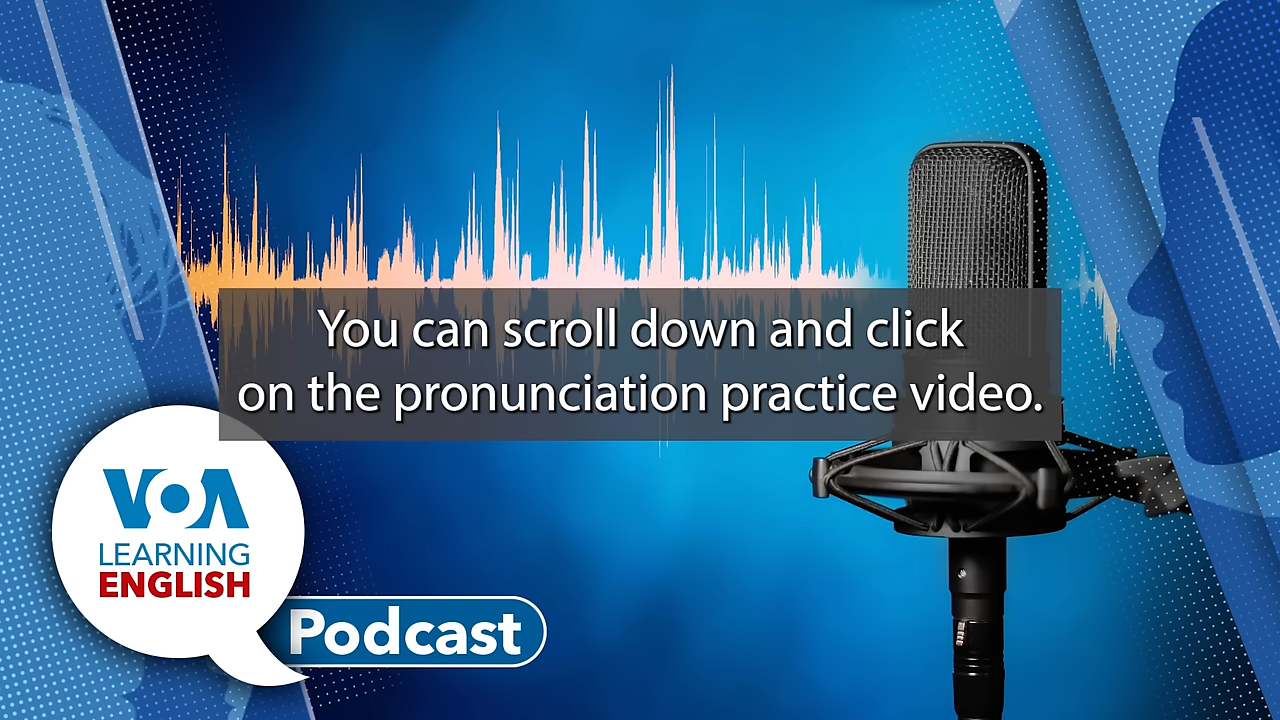 You can scroll down and click
on the pronunciation practice video.
VOA
LEARNING
ENGLISH
Podcast